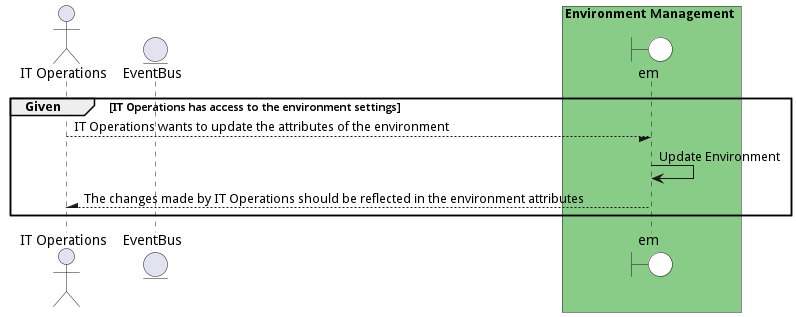 Environment Management
IT Operations
EventBus
em
Given
[IT Operations has access to the environment settings]
IT Operations wants to update the attributes of the environment
Update Environment
The changes made by IT Operations should be reflected in the environment attributes
IT Operations
EventBus
em